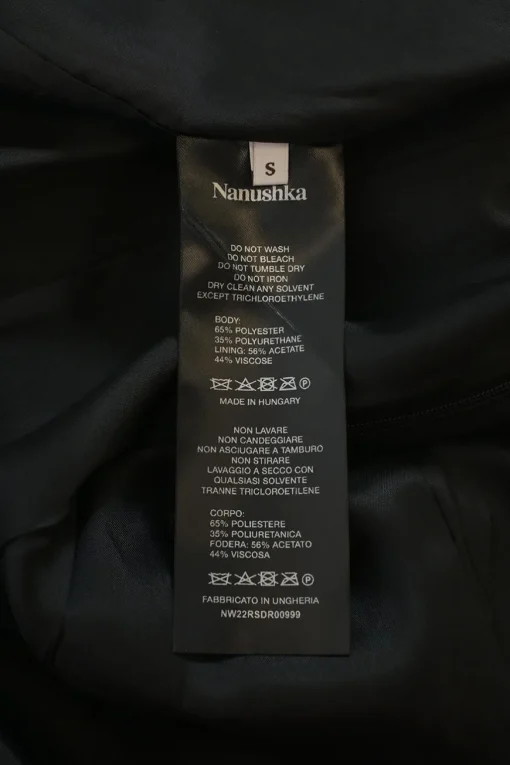 S
Nanushka
DO NOT WASH
DO NOT BLEACH
DO NOT TUMBLE DRY
DO NOT IRON
DRY CLEAN ANY SOLVENT
EXCEPT TRICHLOROETHYLENE
BODY:
65% POLYESTER
35% POLYURETHANE
LINING: 56% ACETATE
44% VISCOSE
P
MADE IN HUNGARY
NON LAVARE
NON CANDEGGIARE
NON ASCIUGARE A TAMBURO
NON STIRARE
LAVAGGIO A SECCO CON
QUALSIASI SOLVENTE
TRANNE TRICLOROETILENE
CORPO:
65% POLIESTERE
35% POLIURETANICA
FODERA: 56% ACETATO
44% VISCOSA
P
FABBRICATO IN UNGHERIA
NW22RSDR00999